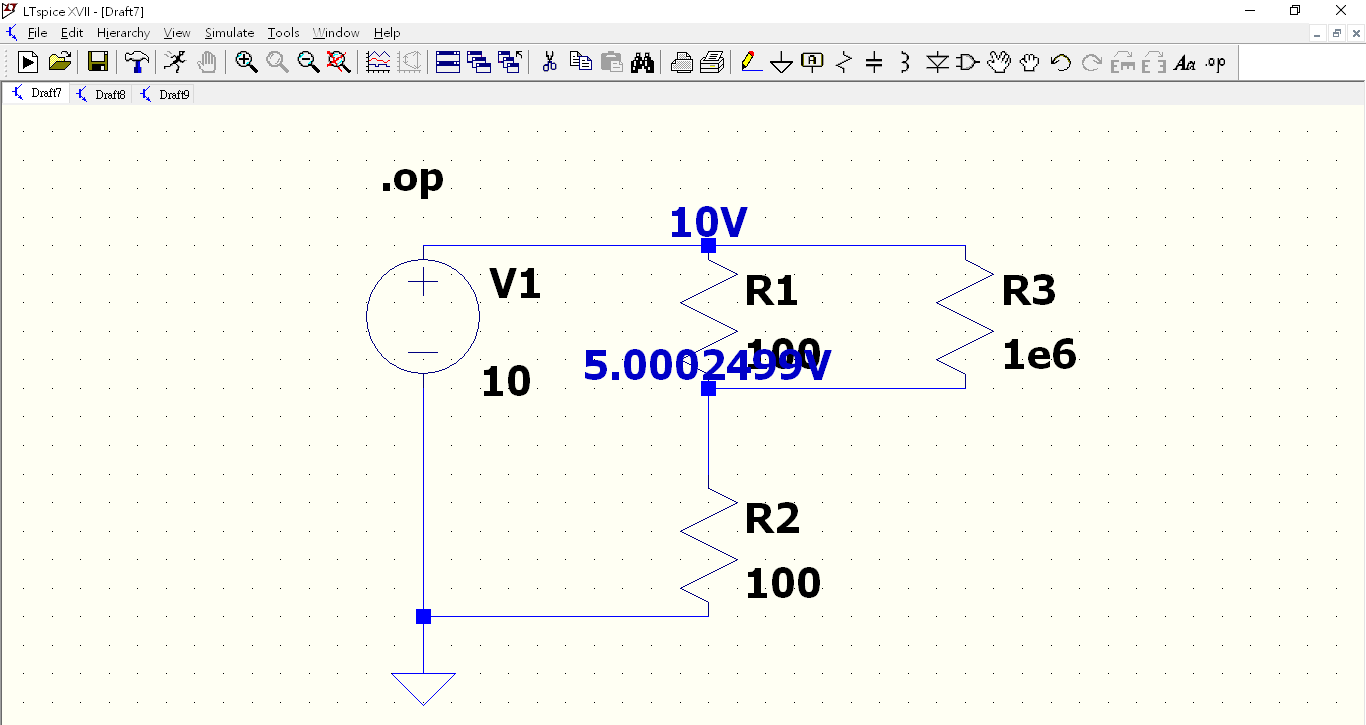 LTspice XVII - [Draft7]
File Edit Hierarchy View Simulate Tools Window Help
A Aa .op
Draft7 Draft8 Draft9
.op
10V
V1
R1
R3
100
1e6
5.0002499V
10
R2
100